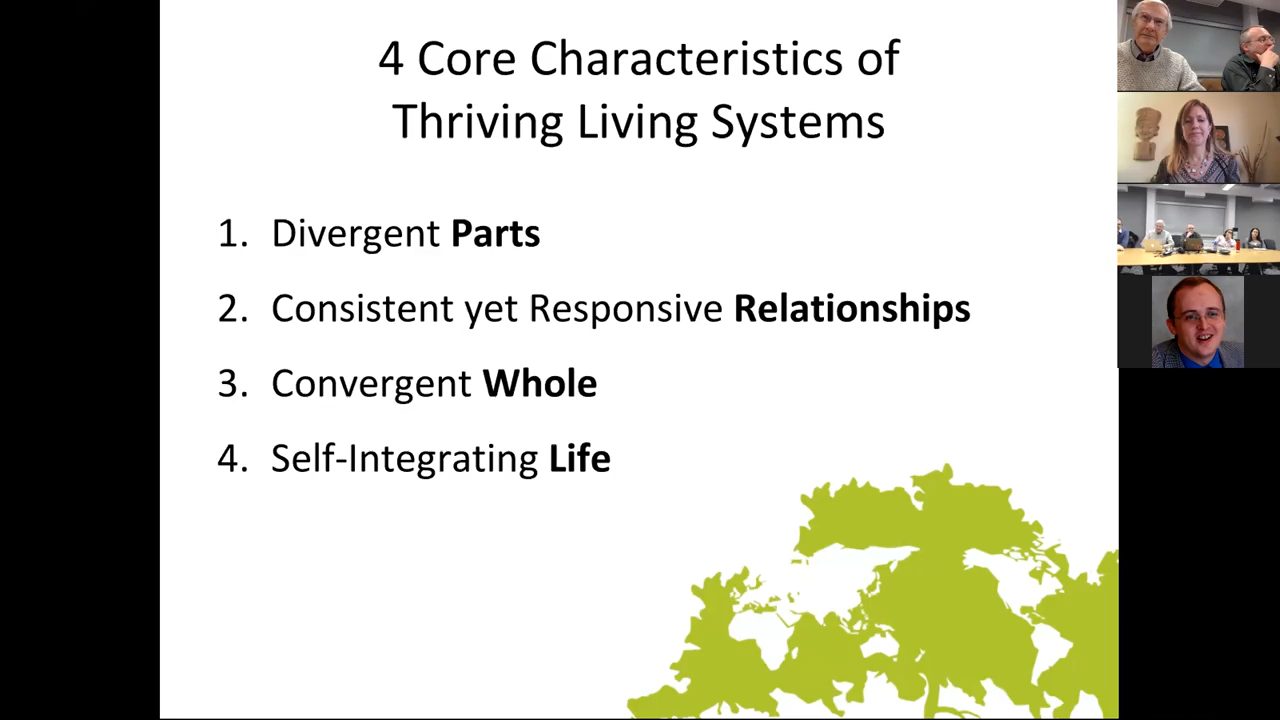 4 Core Characteristics of
Thriving Living Systems
1. Divergent Parts
2. Consistent yet Responsive Relationships
3. Convergent Whole
4. Self-Integrating Life